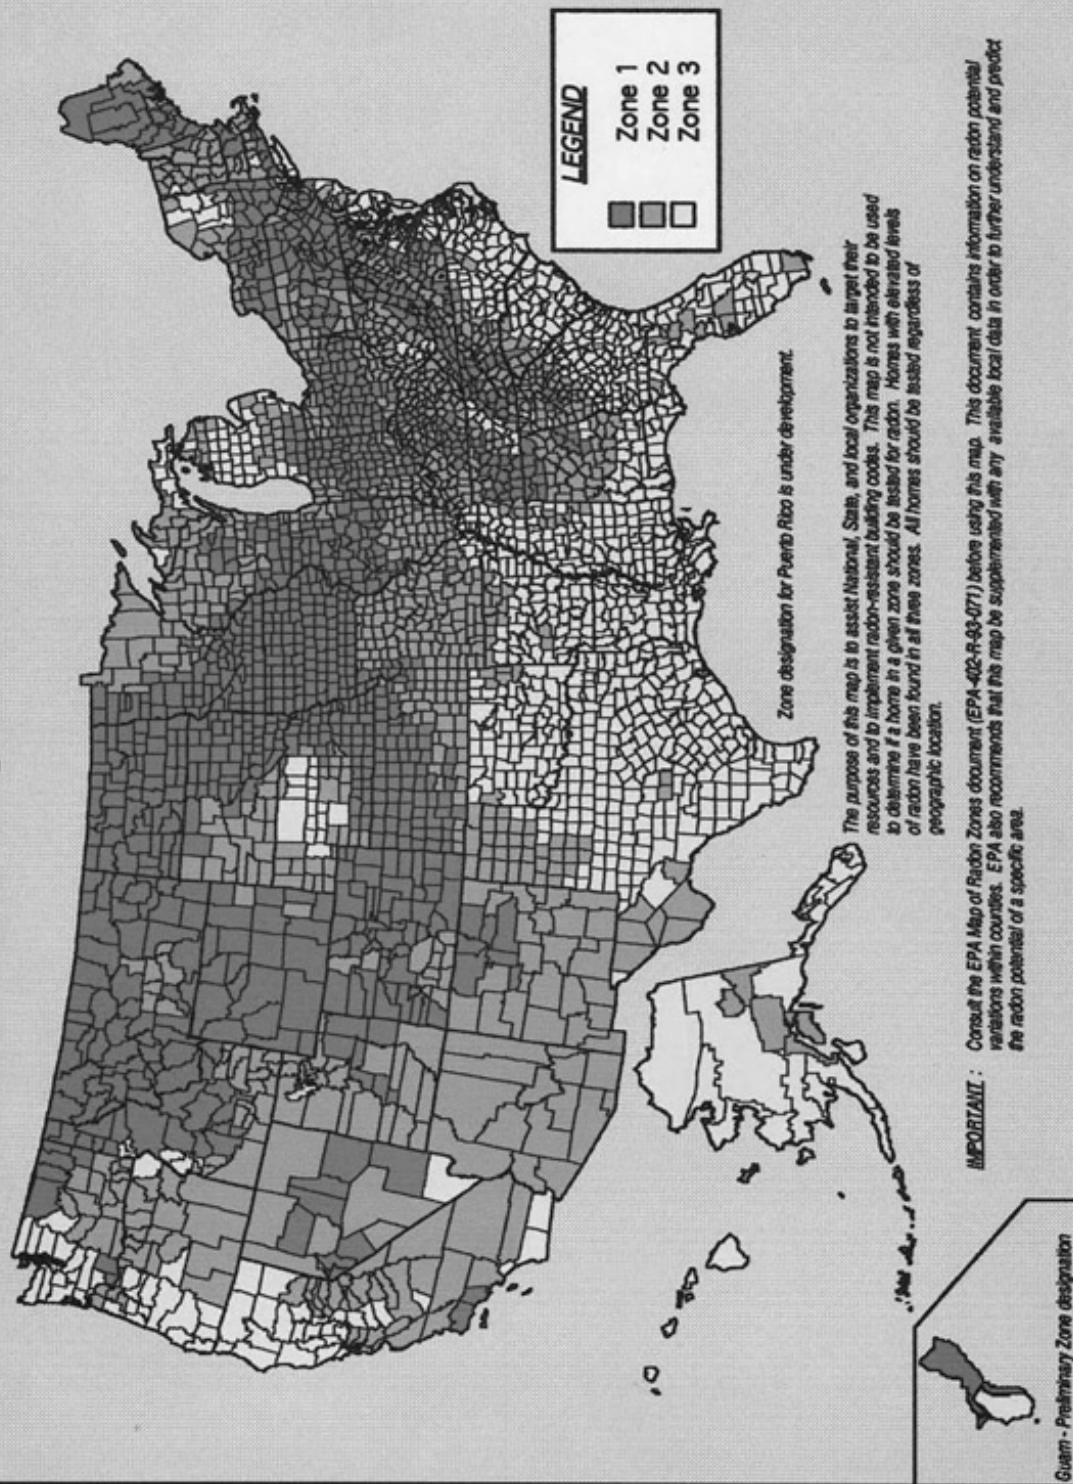 LEGEND
Zone 1
Zone 2
Zone 3
Zone designation for Puerto Rico is under development.
The purpose of this map is to assist National, State, and local organizations to target their
resources and to implement radon-resistant building codes. This map is not intended to be used
to determine if a home in a given zone should be tested for radon. Homes with elevated levels
of radon have been found in all three zones. All homes should be tested regardless of
geographic location.
IMPORTANT : Consult the EPA Map of Radon Zones document (EPA-402-R-93-071) before using this map. This document contains information on radon potential
variations within counties. EPA also recommends that this map be supplemented with any available local data in order to further understand and predict
the radon potential of a specific area.
Guam - Preliminary Zone designation